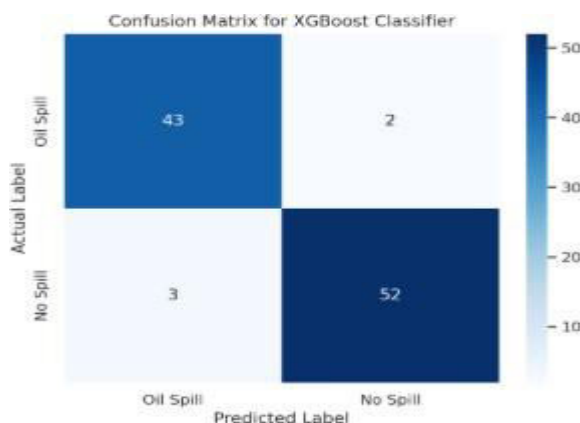 Confusion Matrix for XGBoost Classifier
Actual Label
Oil Spill
No Spill
43
2
3
52
Oil Spill
No Spill
Predicted Label
50
40
30
20
10